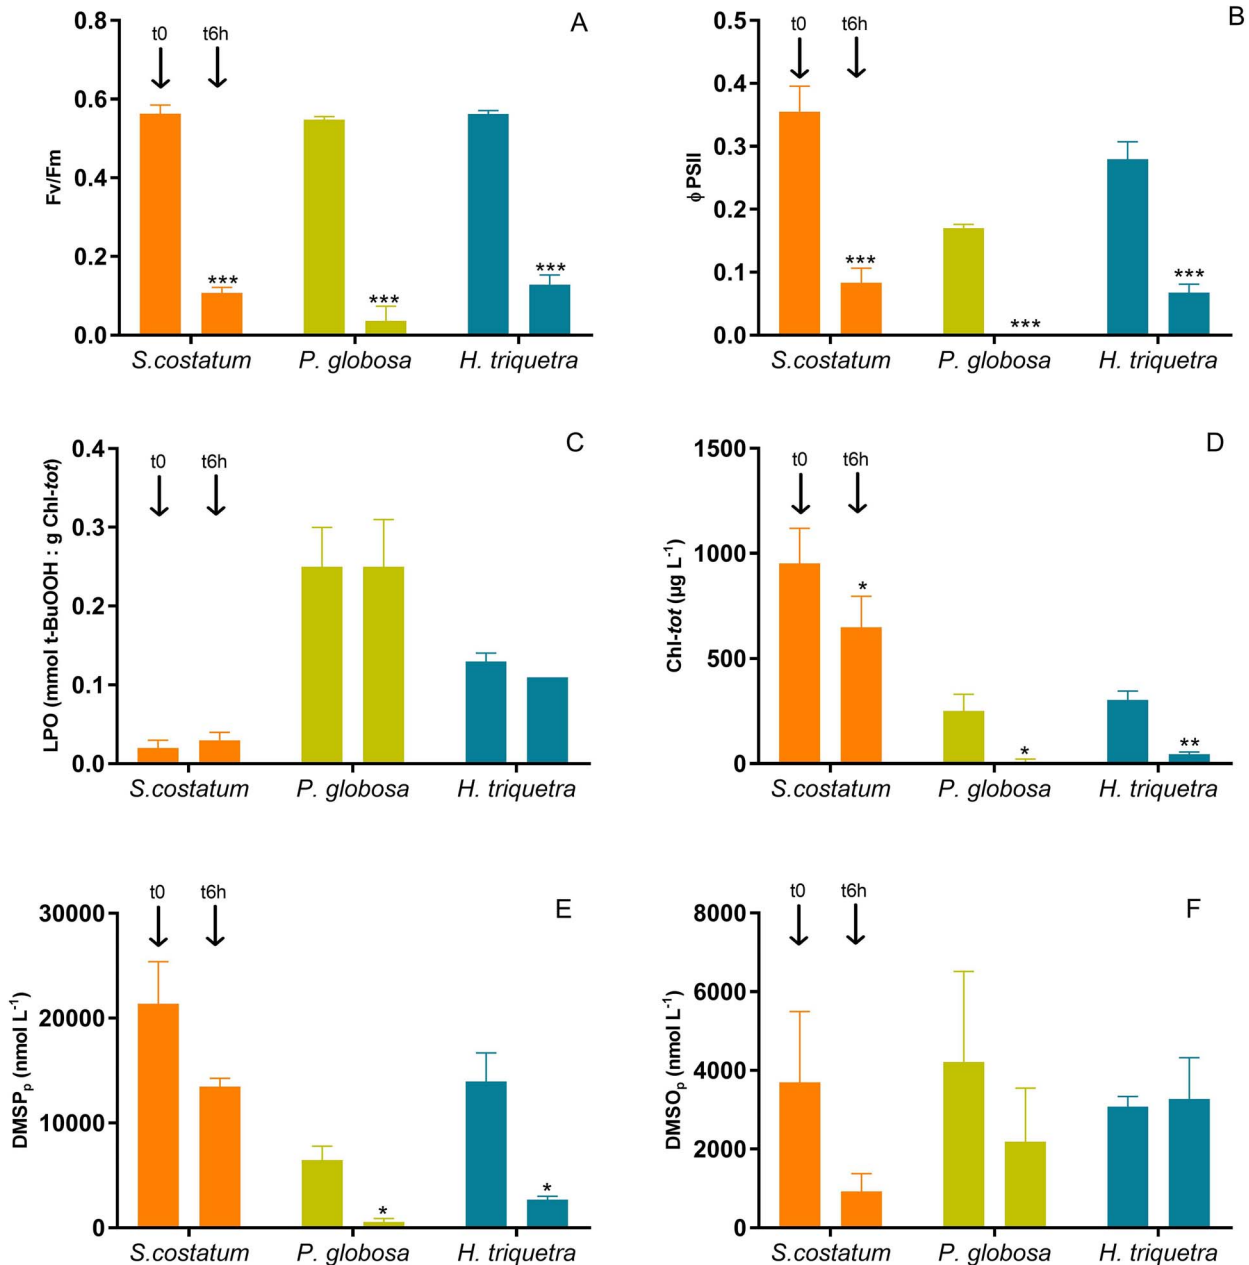 A
t0 t6h
Fv/Fm
0.8
0.6
0.4
0.2
0.0
*** *** ***
S.costatum P. globosa H. triquetra
B
t0 t6h
ϕ PSII
0.5
0.4
0.3
0.2
0.1
0.0
*** *** ***
S.costatum P. globosa H. triquetra
C
t0 t6h
LPO (mmol t-BuOOH : g Chl-tot)
0.4
0.3
0.2
0.1
0.0
S.costatum P. globosa H. triquetra
D
t0 t6h
Chl-tot (µg L⁻¹)
1500
1000
500
0
* * **
S.costatum P. globosa H. triquetra
E
t0 t6h
DMSPₚ (nmol L⁻¹)
30000
20000
10000
0
* *
S.costatum P. globosa H. triquetra
F
t0 t6h
DMSOₚ (nmol L⁻¹)
8000
6000
4000
2000
0
S.costatum P. globosa H. triquetra